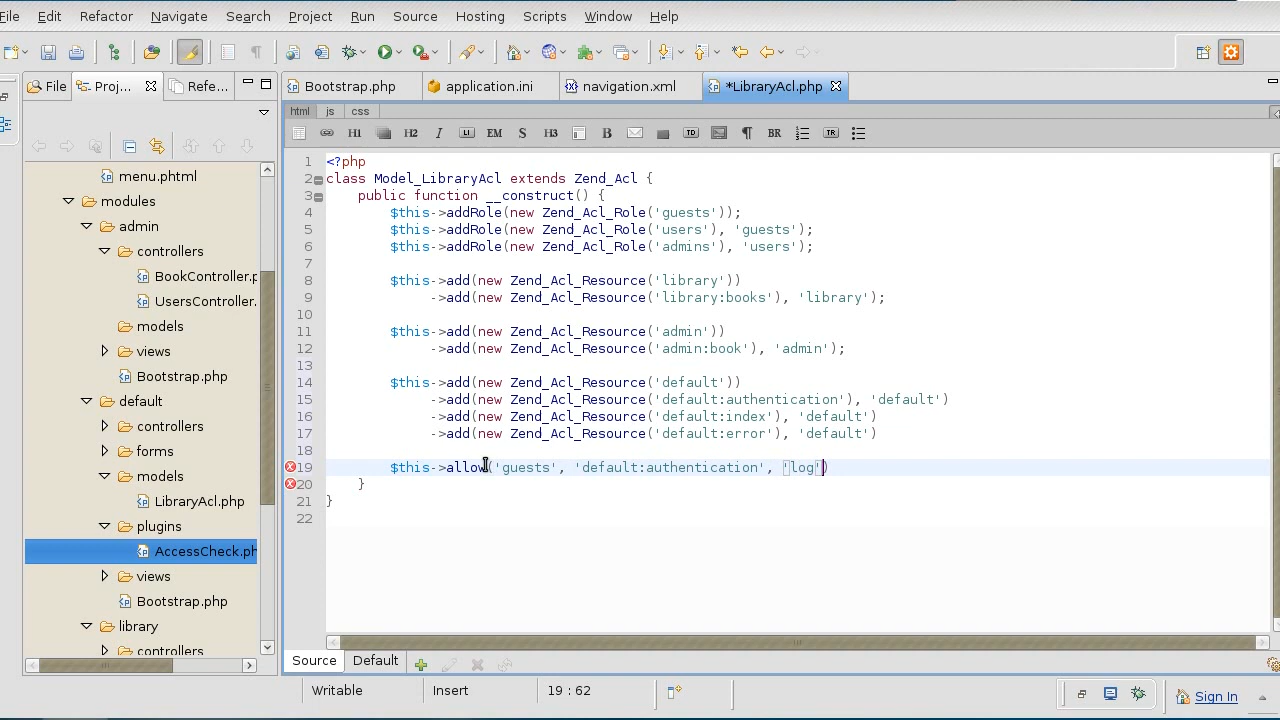 File Edit Refactor Navigate Search Project Run Source Hosting Scripts Window Help
File Proj... Refe... Bootstrap.php application.ini navigation.xml *LibraryAcl.php
html js css
H1 H2 I LI EM S H3 B TD ¶ BR TR
menu.phtml
modules
admin
controllers
BookController.p
UsersController.
models
views
Bootstrap.php
default
controllers
forms
models
LibraryAcl.php
plugins
AccessCheck.ph
views
Bootstrap.php
library
controllers
1 <?php
2 class Model_LibraryAcl extends Zend_Acl {
3 public function __construct() {
4 $this->addRole(new Zend_Acl_Role('guests'));
5 $this->addRole(new Zend_Acl_Role('users'), 'guests');
6 $this->addRole(new Zend_Acl_Role('admins'), 'users');
7
8 $this->add(new Zend_Acl_Resource('library'))
9 ->add(new Zend_Acl_Resource('library:books'), 'library');
10
11 $this->add(new Zend_Acl_Resource('admin'))
12 ->add(new Zend_Acl_Resource('admin:book'), 'admin');
13
14 $this->add(new Zend_Acl_Resource('default'))
15 ->add(new Zend_Acl_Resource('default:authentication'), 'default')
16 ->add(new Zend_Acl_Resource('default:index'), 'default')
17 ->add(new Zend_Acl_Resource('default:error'), 'default')
18
19 $this->allow('guests', 'default:authentication', 'log')
20 }
21 }
22
Source Default
Writable Insert 19 : 62 Sign In